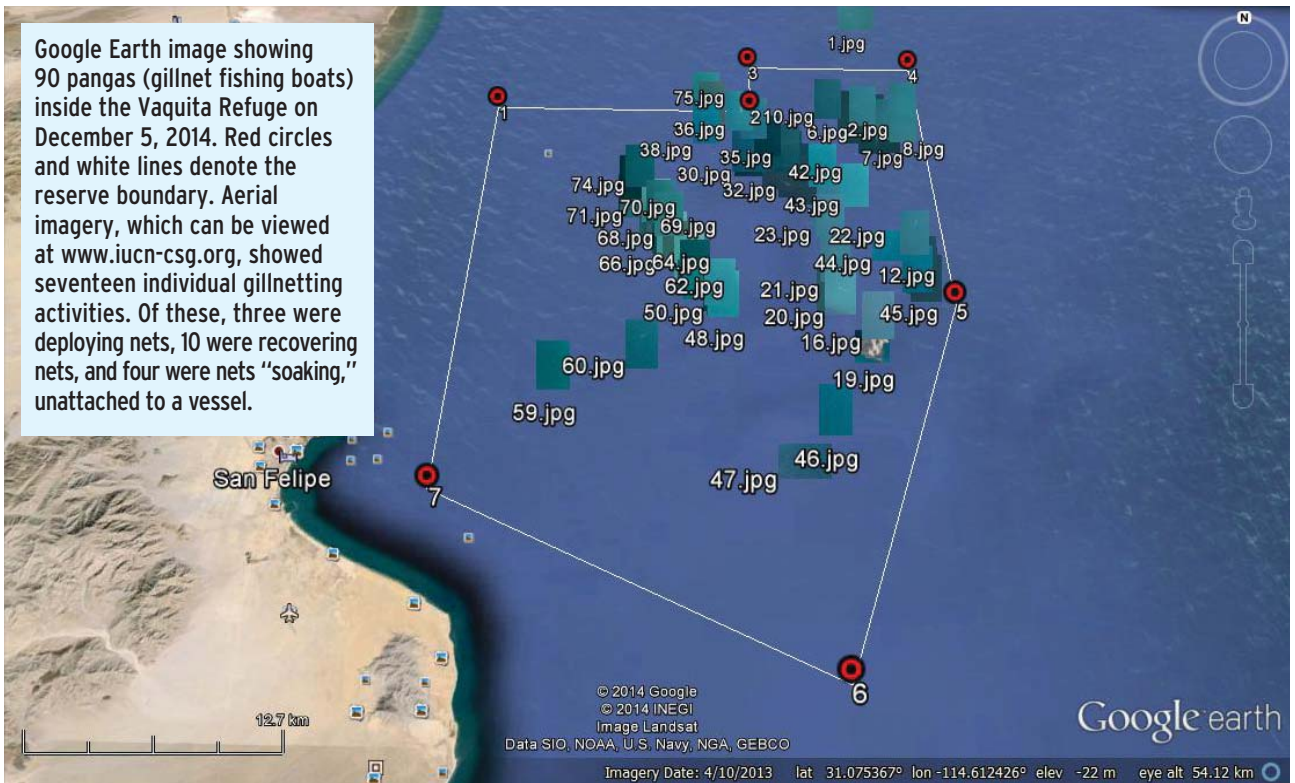 Google Earth image showing
90 pangas (gillnet fishing boats)
inside the Vaquita Refuge on
December 5, 2014. Red circles
and white lines denote the
reserve boundary. Aerial
imagery, which can be viewed
at www.iucn-csg.org, showed
seventeen individual gillnetting
activities. Of these, three were
deploying nets, 10 were recovering
nets, and four were nets “soaking,”
unattached to a vessel.
N
1.jpg
3
4
1
75.jpg
2
10.jpg
36.jpg
6.jpg
2.jpg
38.jpg
35.jpg
7.jpg
8.jpg
30.jpg
42.jpg
74.jpg
32.jpg
70.jpg
43.jpg
71.jpg
69.jpg
68.jpg
23.jpg
22.jpg
66.jpg
64.jpg
44.jpg
12.jpg
62.jpg
21.jpg
50.jpg
20.jpg
45.jpg
5
48.jpg
16.jpg
60.jpg
19.jpg
59.jpg
46.jpg
47.jpg
San Felipe
7
6
12.7 km
© 2014 Google
© 2014 INEGI
Image Landsat
Data SIO, NOAA, U.S. Navy, NGA, GEBCO
Google earth
Imagery Date: 4/10/2013 lat 31.075367° lon -114.612426° elev -22 m eye alt 54.12 km